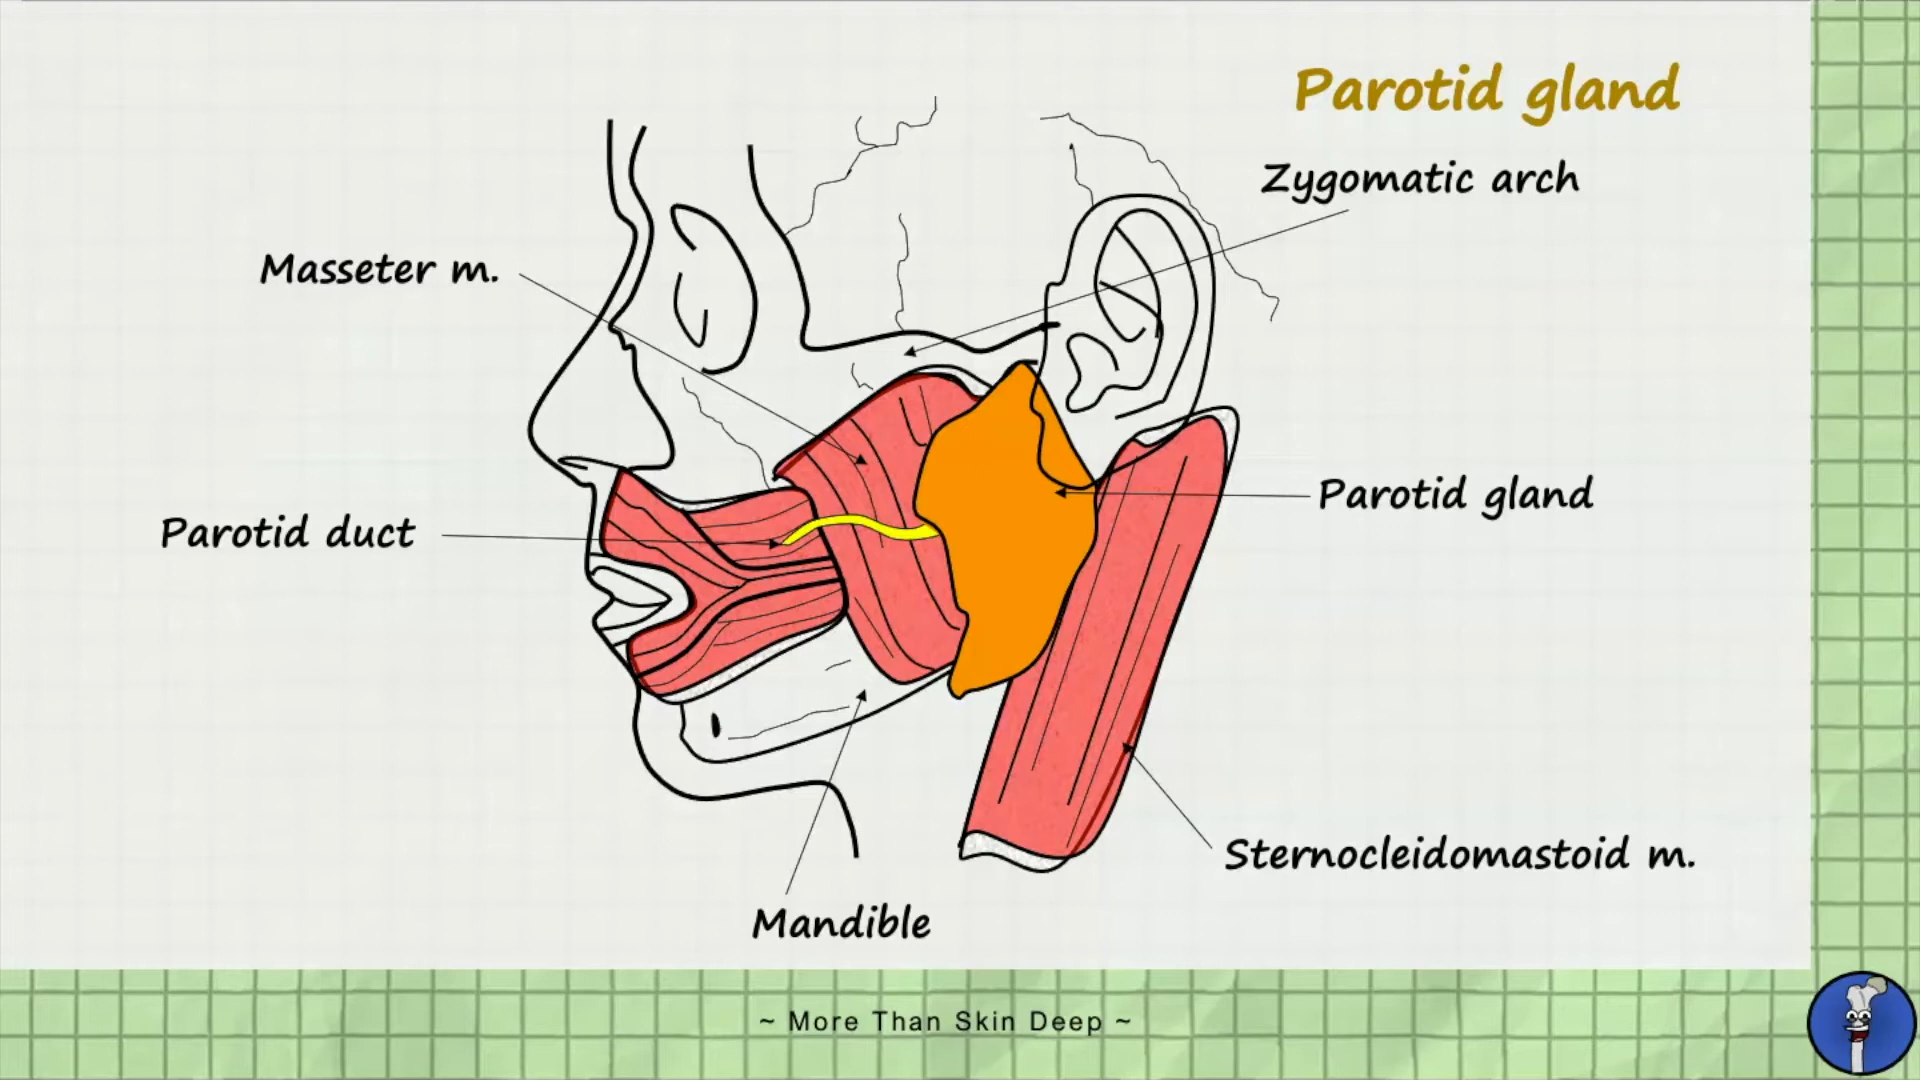 Parotid gland
Zygomatic arch
Masseter m.
Parotid gland
Parotid duct
Sternocleidomastoid m.
Mandible
~ More Than Skin Deep ~